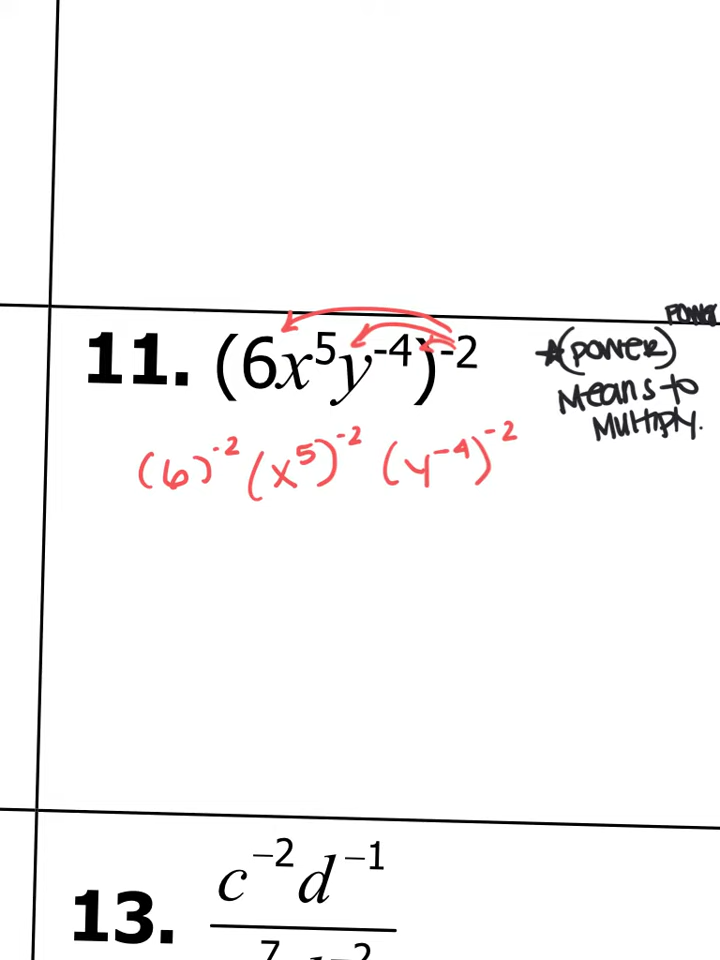 POWER
11. (6x⁵y⁻⁴)⁻² ★(POWER)
MEANS to
MULTIPLY.
(6)⁻² (x⁵)⁻² (y⁻⁴)⁻²
13. c⁻²d⁻¹